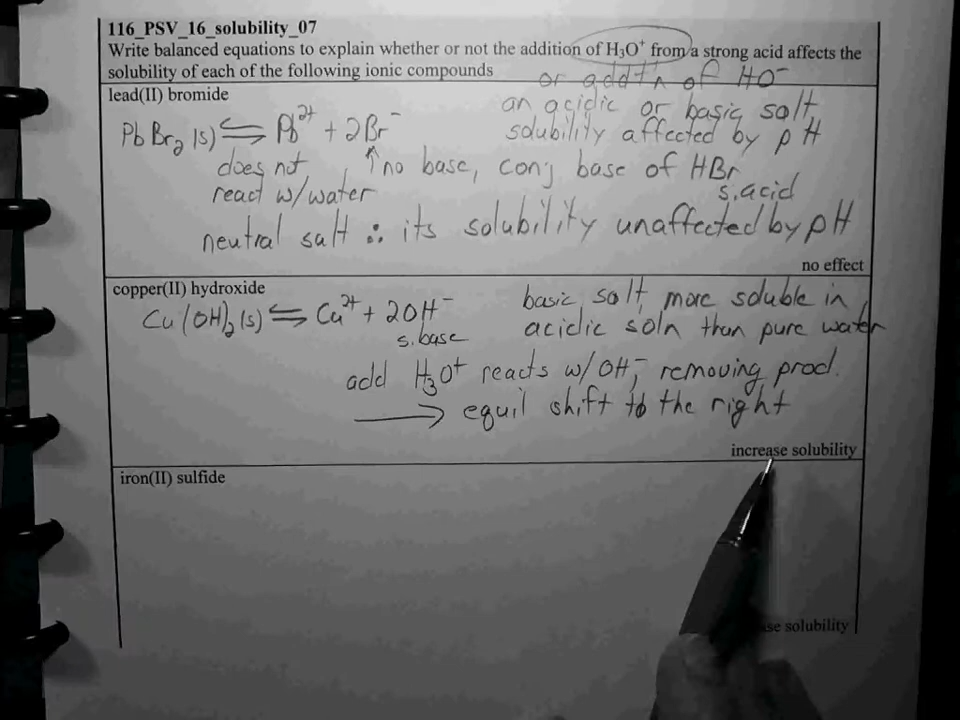 116_PSV_16_solubility_07
Write balanced equations to explain whether or not the addition of H₃O⁺ from a strong acid affects the
solubility of each of the following ionic compounds
or addt'n of HO⁻
lead(II) bromide
an acidic or basic salt,
solubility affected by pH
PbBr₂(s) ⇌ Pb²⁺ + 2Br⁻
does not
react w/water
↑ no base, conj base of HBr
s.acid
neutral salt ∴ its solubility unaffected by pH
no effect
copper(II) hydroxide
Cu(OH)₂(s) ⇌ Cu²⁺ + 2OH⁻
s.base
basic salt, more soluble in
acidic soln than pure water
add H₃O⁺ reacts w/OH⁻, removing prod.
⟶ equil shift to the right
increase solubility
iron(II) sulfide
solubility